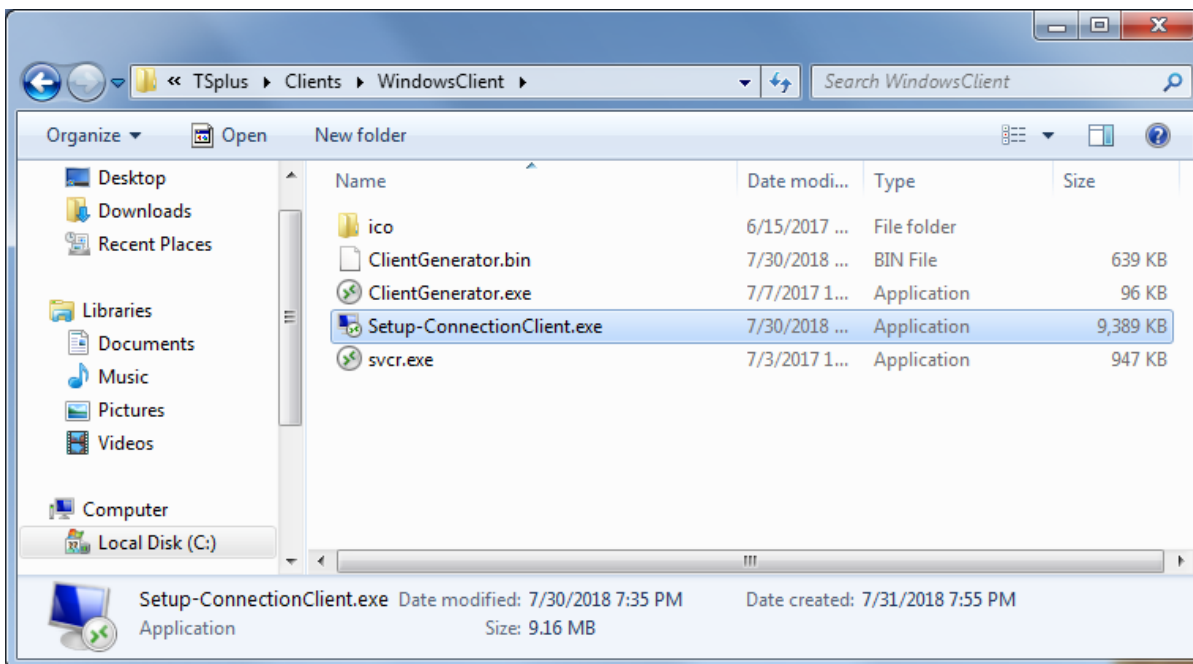 « TSplus Clients WindowsClient Search WindowsClient
Organize Open New folder
Desktop
Downloads
Recent Places
Libraries
Documents
Music
Pictures
Videos
Computer
Local Disk (C:)
Name Date modi... Type Size
ico 6/15/2017 ... File folder
ClientGenerator.bin 7/30/2018 ... BIN File 639 KB
ClientGenerator.exe 7/7/2017 1... Application 96 KB
Setup-ConnectionClient.exe 7/30/2018 ... Application 9,389 KB
svcr.exe 7/3/2017 1... Application 947 KB
Setup-ConnectionClient.exe Date modified: 7/30/2018 7:35 PM Date created: 7/31/2018 7:55 PM
Application Size: 9.16 MB